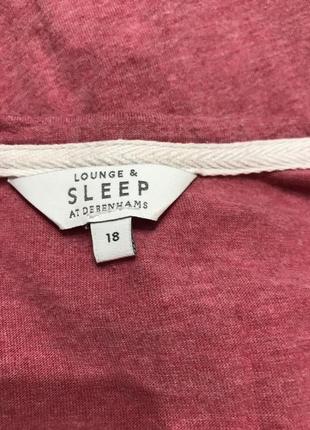 LOUNGE &
SLEEP
AT DEBENHAMS
18